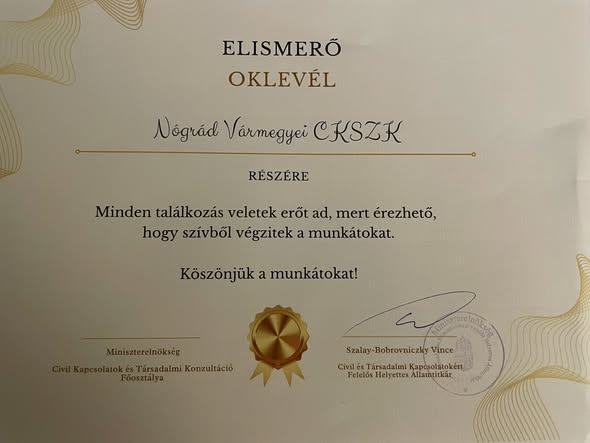 ELISMERŐ
OKLEVÉL
Nógrád Vármegyei CKSZK
RÉSZÉRE
Minden találkozás veletek erőt ad, mert érezhető,
hogy szívből végzitek a munkátokat.
Köszönjük a munkátokat!
Miniszterelnökség
Civil Kapcsolatok és Társadalmi Konzultáció
Főosztálya
Szalay-Bobrovniczky Vince
Civil és Társadalmi Kapcsolatokért
Felelős Helyettes Államtitkár
Miniszterelnökség